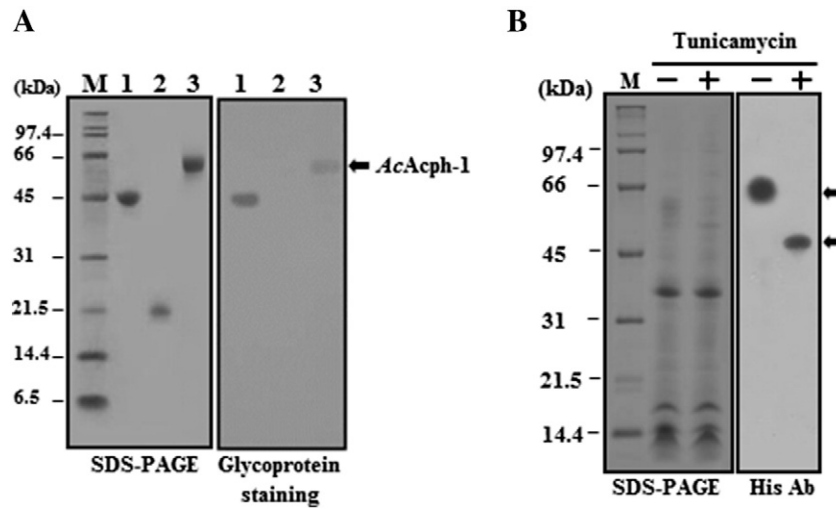 A
(kDa) M 1 2 3 1 2 3
97.4
66
45
31
21.5
14.4
6.5
AcAcph-1
SDS-PAGE
Glycoprotein
staining
B
Tunicamycin
(kDa) M − + − +
97.4
66
45
31
21.5
14.4
SDS-PAGE
His Ab